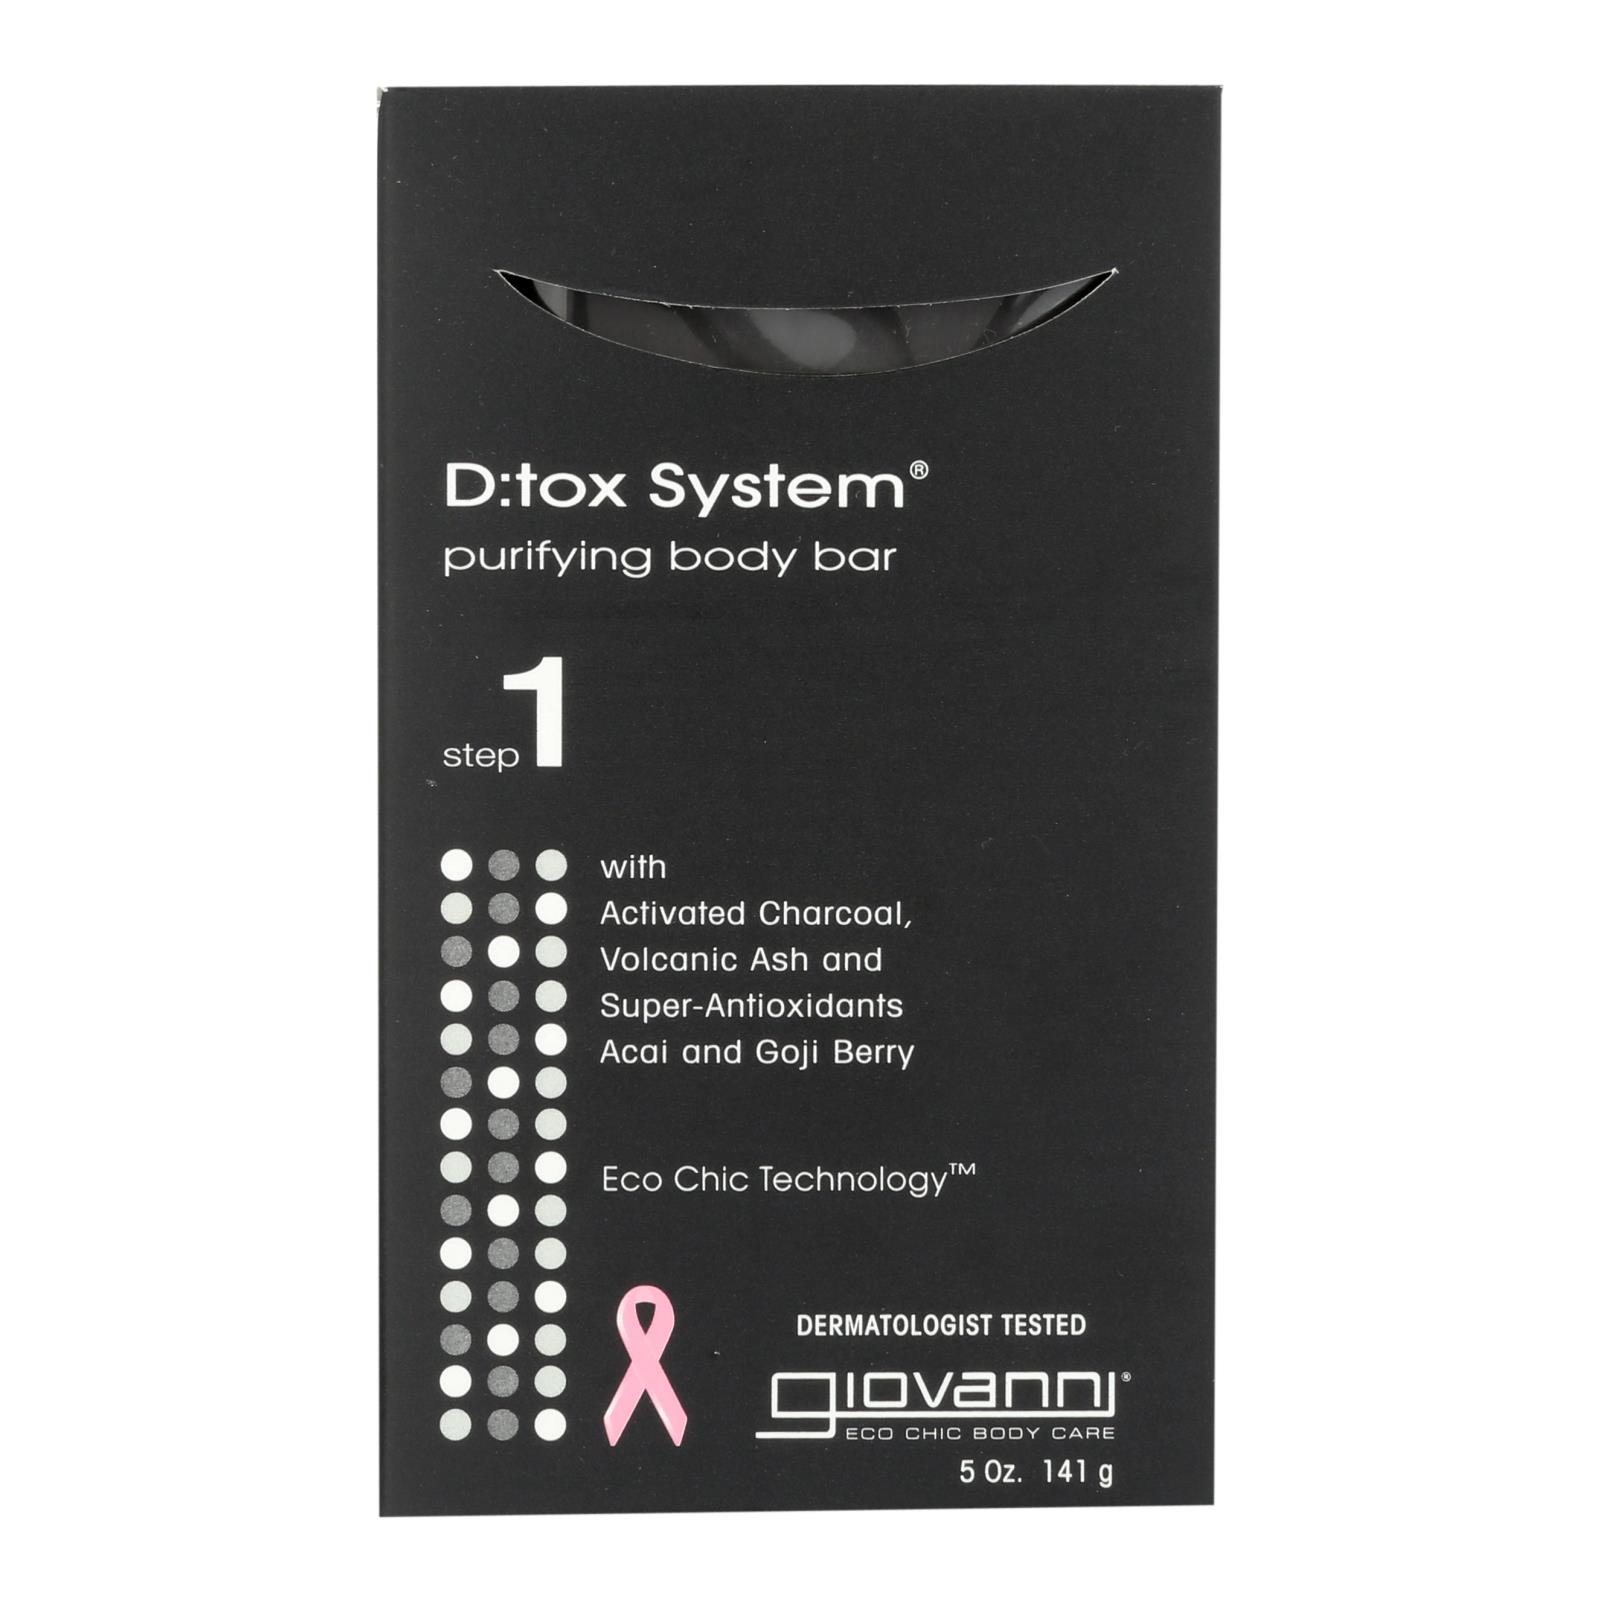 D:tox System®
purifying body bar
step 1
with
Activated Charcoal,
Volcanic Ash and
Super-Antioxidants
Acai and Goji Berry
Eco Chic Technology™
DERMATOLOGIST TESTED
giovanni®
ECO CHIC BODY CARE
5 Oz. 141 g